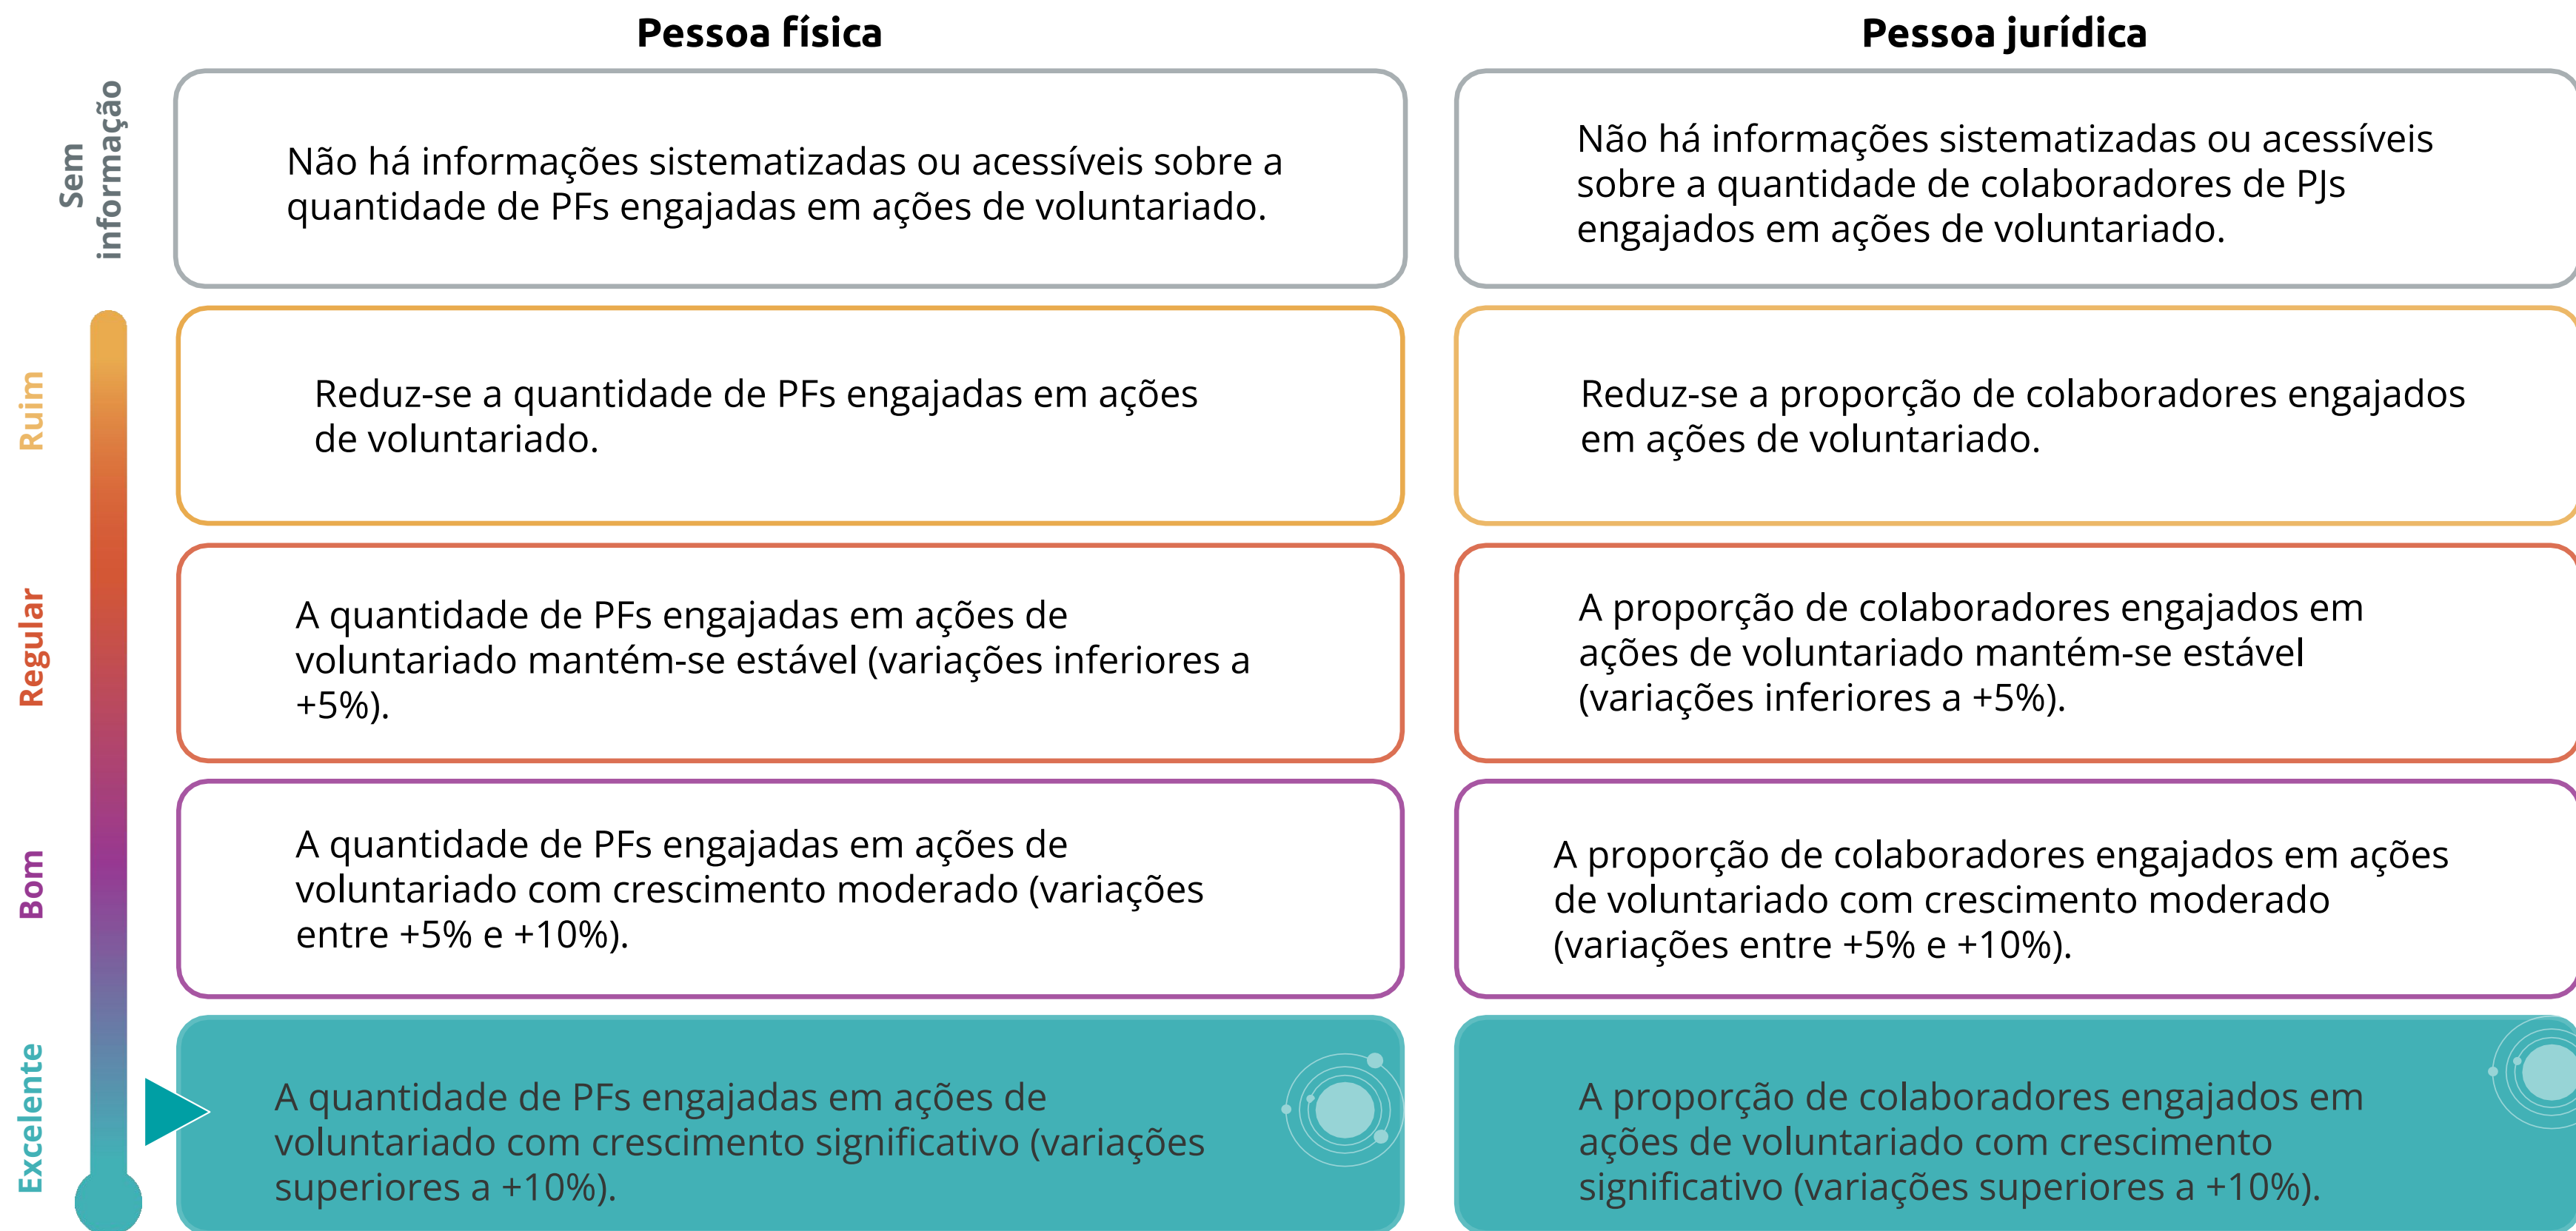 Pessoa física
Pessoa jurídica
Sem
informação
Não há informações sistematizadas ou acessíveis sobre a
quantidade de PFs engajadas em ações de voluntariado.
Não há informações sistematizadas ou acessíveis
sobre a quantidade de colaboradores de PJs
engajados em ações de voluntariado.
Ruim
Reduz-se a quantidade de PFs engajadas em ações
de voluntariado.
Reduz-se a proporção de colaboradores engajados
em ações de voluntariado.
Regular
A quantidade de PFs engajadas em ações de
voluntariado mantém-se estável (variações inferiores a
+5%).
A proporção de colaboradores engajados em
ações de voluntariado mantém-se estável
(variações inferiores a +5%).
Bom
A quantidade de PFs engajadas em ações de
voluntariado com crescimento moderado (variações
entre +5% e +10%).
A proporção de colaboradores engajados em ações
de voluntariado com crescimento moderado
(variações entre +5% e +10%).
Excelente
A quantidade de PFs engajadas em ações de
voluntariado com crescimento significativo (variações
superiores a +10%).
A proporção de colaboradores engajados em
ações de voluntariado com crescimento
significativo (variações superiores a +10%).